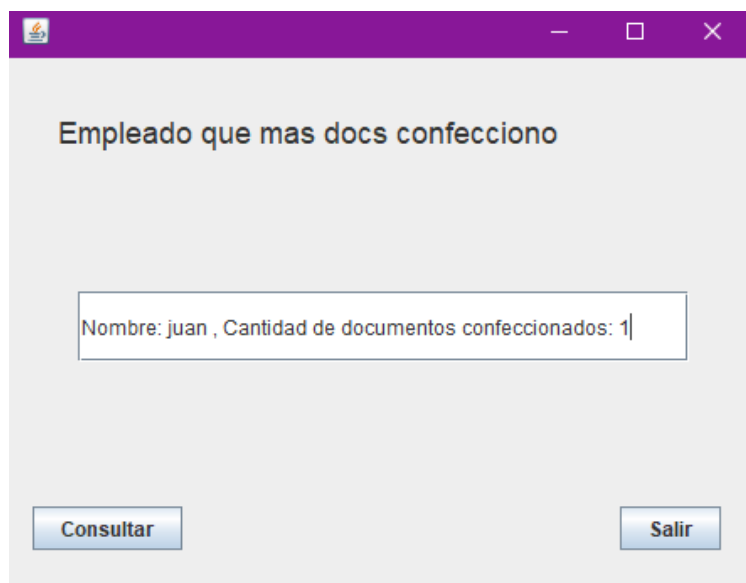 Empleado que mas docs confecciono
Nombre: juan , Cantidad de documentos confeccionados: 1
Consultar
Salir